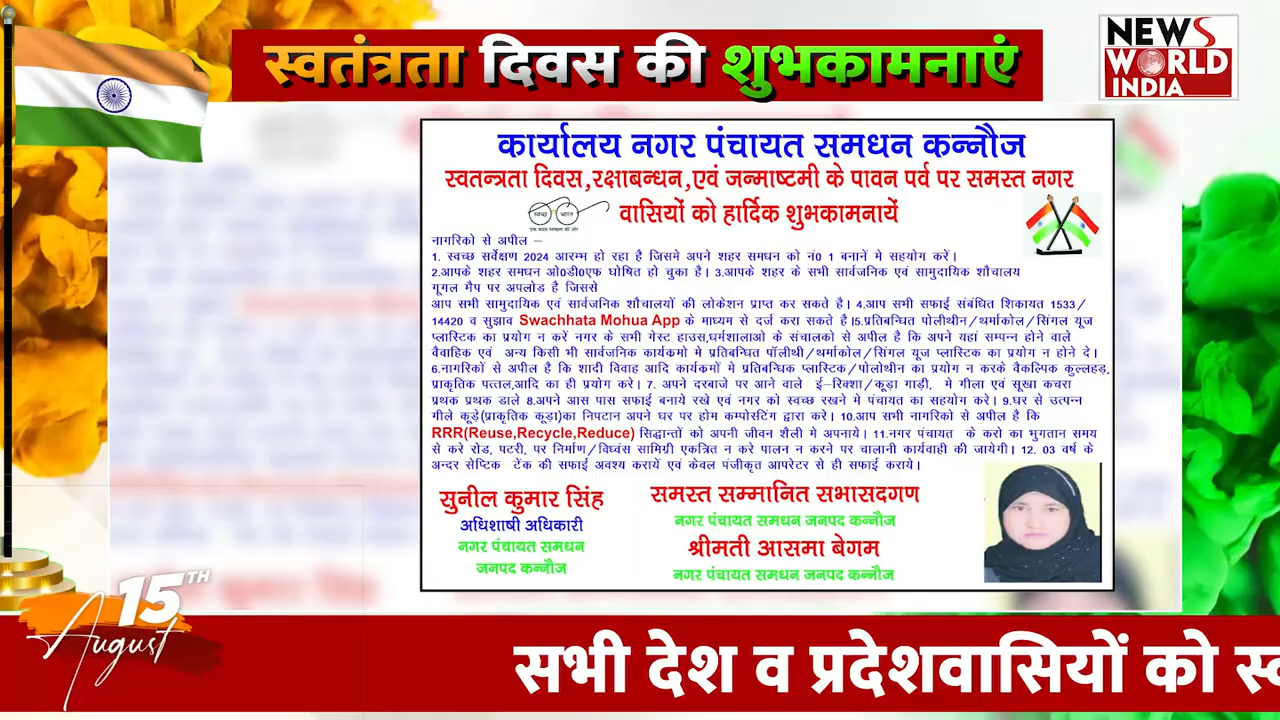 स्वतंत्रता दिवस की शुभकामनाएं
NEWS
WORLD
INDIA
कार्यालय नगर पंचायत समधन कन्नौज
स्वतन्त्रता दिवस,रक्षाबन्धन,एवं जन्माष्टमी के पावन पर्व पर समस्त नगर
स्वच्छ भारत
एक कदम स्वच्छता की ओर
वासियों को हार्दिक शुभकामनायें
नागरिको से अपील –
1. स्वच्छ सर्वेक्षण 2024 आरम्भ हो रहा है जिसमे अपने शहर समधन को नं0 1 बनानें मे सहयोग करें।
2.आपके शहर समधन ओ0डी0एफ घोषित हो चुका है। 3.आपके शहर के सभी सार्वजनिक एवं सामुदायिक शौचालय
गूगल मैप पर अपलोड है जिससे
आप सभी सामुदायिक एवं सार्वजनिक शौचालयों की लोकेशन प्राप्त कर सकते है। 4.आप सभी सफाई संबंधित शिकायत 1533/
14420 व सुझाव Swachhata Mohua App के माध्यम से दर्ज करा सकते है।5.प्रतिबन्धित पोलीथीन/थर्माकोल/सिंगल यूज
प्लास्टिक का प्रयोग न करें नगर के सभी गेस्ट हाउस,धर्मशालाओ के संचालको से अपील है कि अपने यहां सम्पन्न होने वाले
वैवाहिक एवं अन्य किसी भी सार्वजनिक कार्यकमो मे प्रतिबन्धित पॉलीथी/थर्माकोल/सिंगल यूज प्लास्टिक का प्रयोग न होने दे।
6.नागरिकों से अपील है कि शादी विवाह आदि कार्यकमों में प्रतिबन्धिक प्लास्टिक/पोलोथीन का प्रयोग न करके वैकल्पिक कुल्लहड़,
प्राकृतिक पत्तल,आदि का ही प्रयोग करे। 7. अपने दरबाजे पर आने वाले ई-रिक्शा/कूड़ा गाड़ी, मे गीला एवं सूखा कचरा
प्रथक प्रथक डाले 8.अपने आस पास सफाई बनाये रखे एवं नगर को स्वच्छ रखने मे पंचायत का सहयोग करे। 9.घर से उत्पन्न
गीले कूड़े(प्राकृतिक कूड़ा)का निपटान अपने घर पर होम कम्पोस्टिंग द्वारा करे। 10.आप सभी नागरिको से अपील है कि
RRR(Reuse,Recycle,Reduce) सिद्धान्तों को अपनी जीवन शैली मे अपनाये। 11.नगर पंचायत के करो का भुगतान समय
से करे रोड, पटरी, पर निर्माण/विध्वंस सामिग्री एकत्रित न करे पालन न करने पर चालानी कार्यवाही की जायेगी। 12. 03 वर्ष के
अन्दर सेप्टिक टेंक की सफाई अवश्य करायें एवं केवल पंजीकृत आपरेटर से ही सफाई कराये।
सुनील कुमार सिंह
अधिशाषी अधिकारी
नगर पंचायत समधन
जनपद कन्नौज
समस्त सम्मानित सभासदगण
नगर पंचायत समधन जनपद कन्नौज
श्रीमती आसमा बेगम
नगर पंचायत समधन जनपद कन्नौज
15TH
August
सभी देश व प्रदेशवासियों को स्व